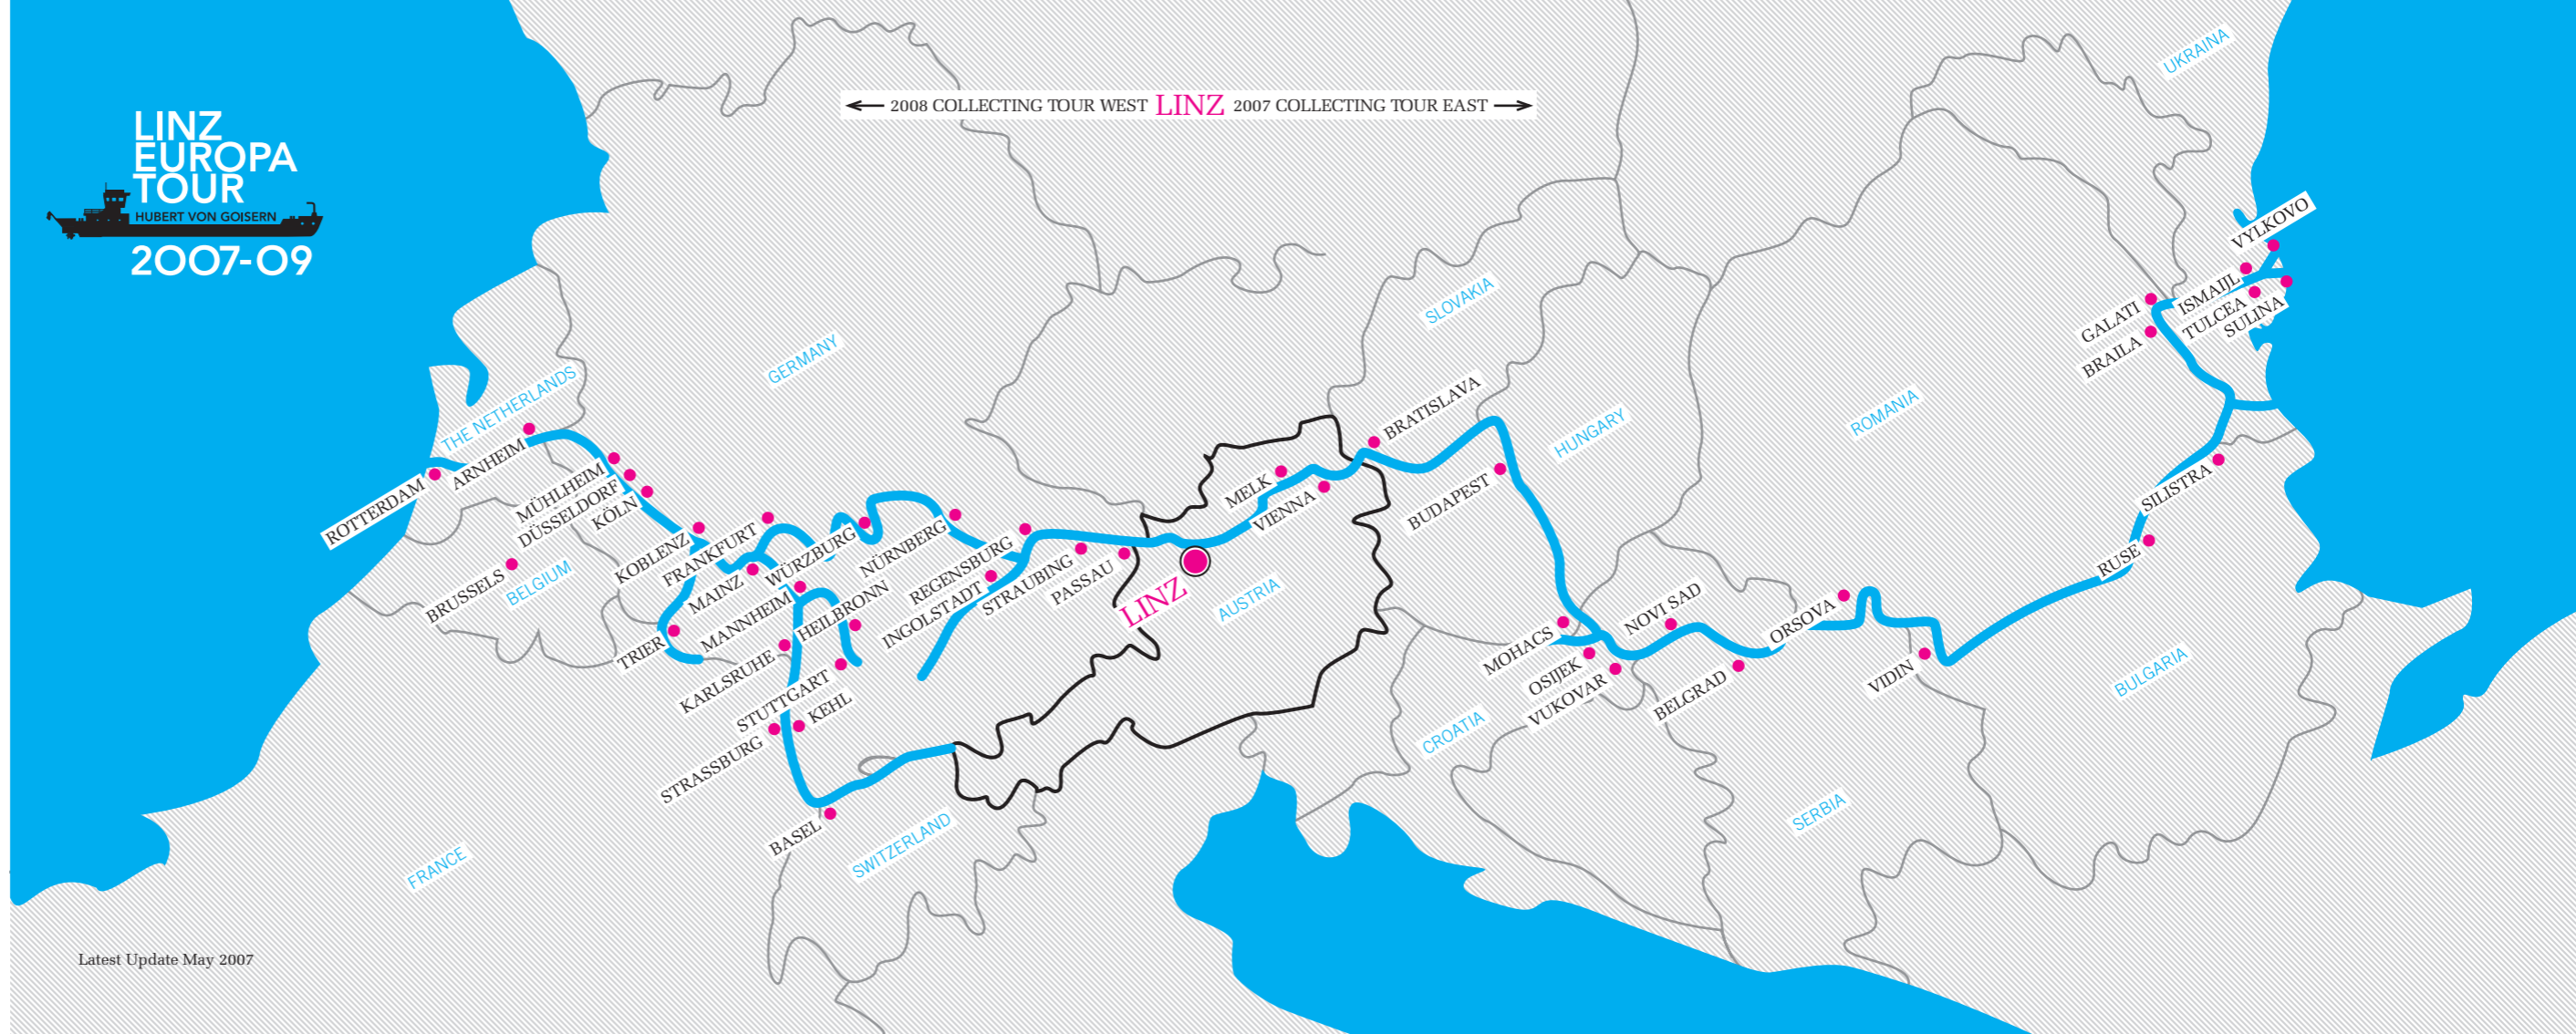 LINZ
EUROPA
TOUR
HUBERT VON GOISERN
2007-09
2008 COLLECTING TOUR WEST LINZ 2007 COLLECTING TOUR EAST
UKRAINA
VYLKOVO
ISMAIJL
TULCEA
SULINA
GALATI
BRAILA
SLOVAKIA
GERMANY
THE NETHERLANDS
ROMANIA
HUNGARY
BRATISLAVA
ROTTERDAM
ARNHEIM
MÜHLHEIM
DÜSSELDORF
KÖLN
BRUSSELS
BELGIUM
KOBLENZ
FRANKFURT
MAINZ
WÜRZBURG
NÜRNBERG
MANNHEIM
HEILBRONN
REGENSBURG
INGOLSTADT
STRAUBING
PASSAU
LINZ
AUSTRIA
MELK
VIENNA
BUDAPEST
SILISTRA
RUSE
TRIER
KARLSRUHE
STUTTGART
KEHL
STRASSBURG
BASEL
SWITZERLAND
FRANCE
MOHACS
OSIJEK
VUKOVAR
NOVI SAD
BELGRAD
ORSOVA
VIDIN
BULGARIA
CROATIA
SERBIA
Latest Update May 2007